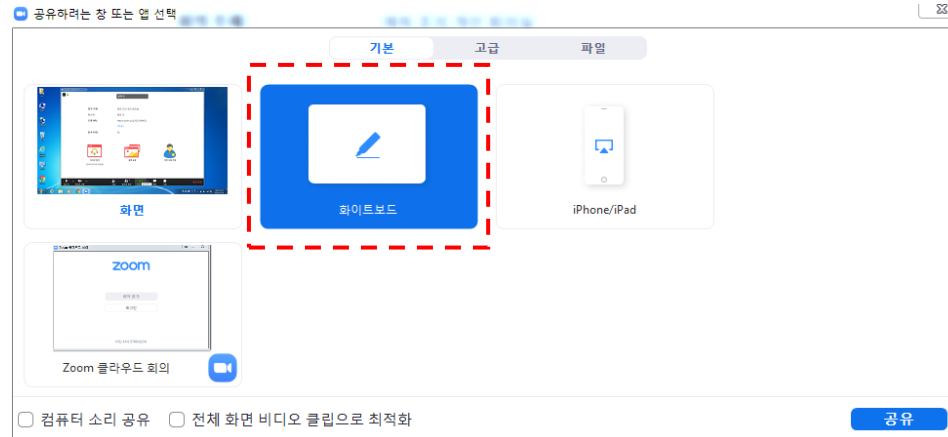 공유하려는 창 또는 앱 선택
기본
고급
파일
화면
화이트보드
iPhone/iPad
zoom
Zoom 클라우드 회의
컴퓨터 소리 공유
전체 화면 비디오 클립으로 최적화
공유